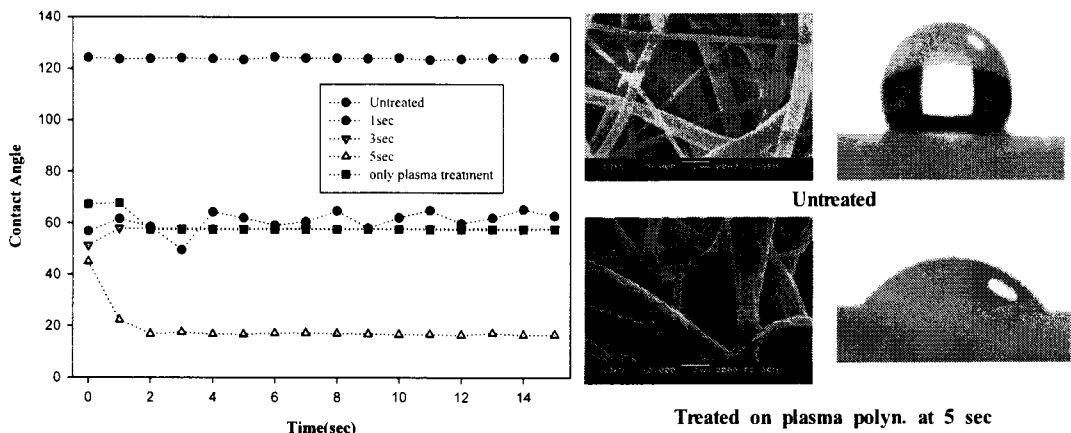 140
120
100
80
60
40
20
0
Contact Angle
Untreated
1sec
3sec
5sec
only plasma treatment
0 2 4 6 8 10 12 14
Time(sec)
Untreated
Treated on plasma polyn. at 5 sec